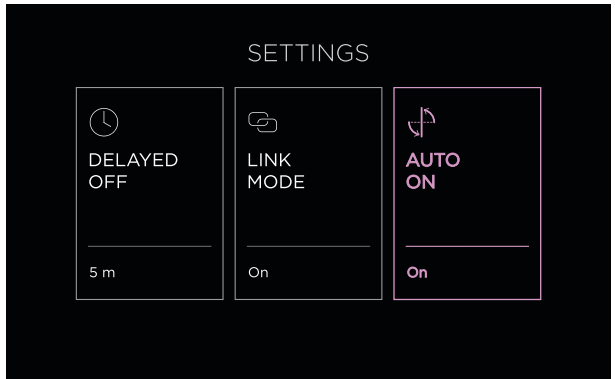 SETTINGS
DELAYED
OFF
5 m
LINK
MODE
On
AUTO
ON
On